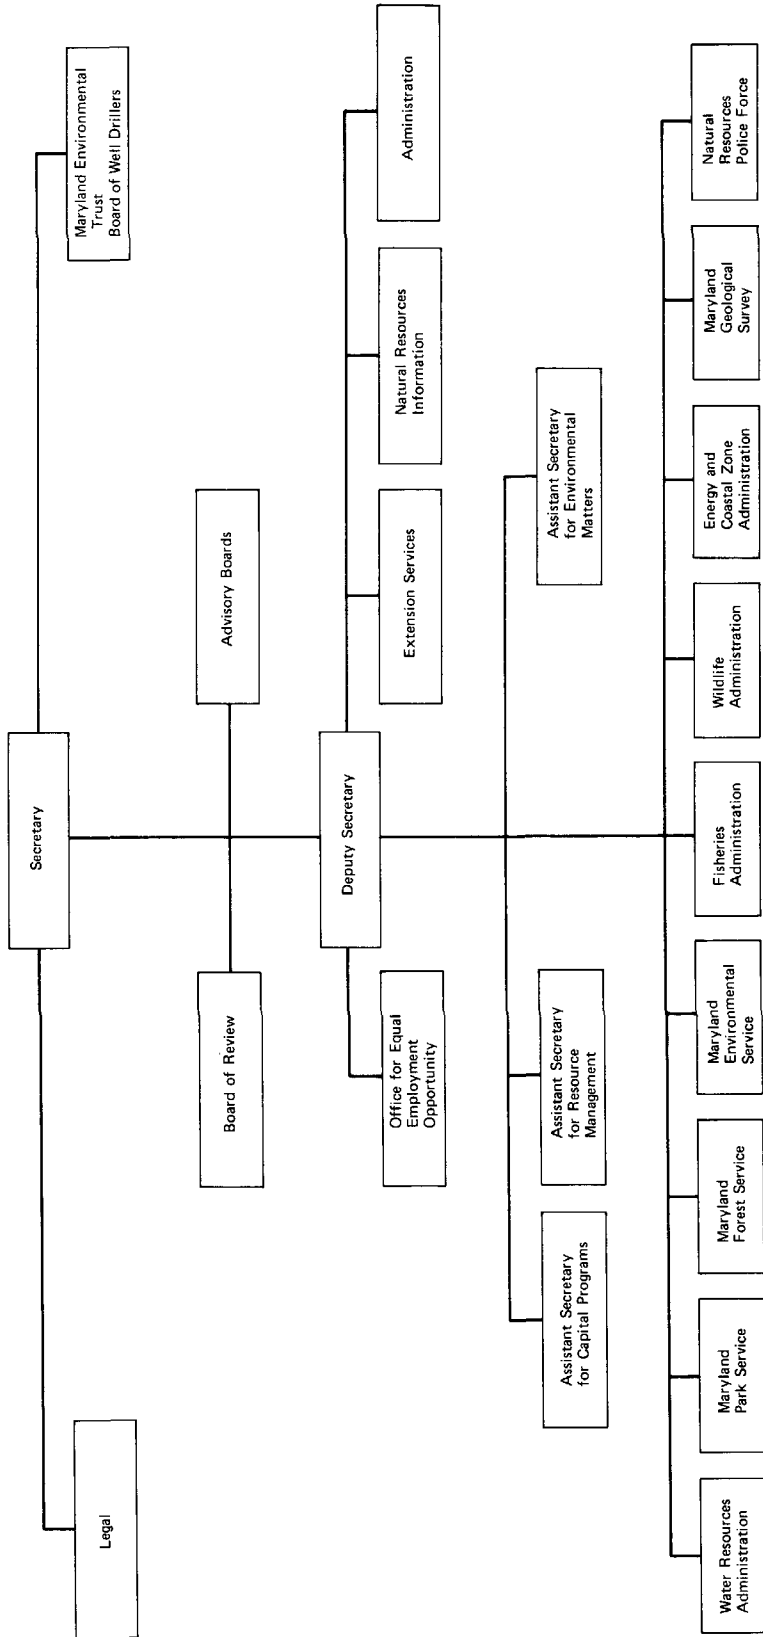 Secretary
Legal
Maryland Environmental
Trust
Board of Well Drillers
Board of Review
Advisory Boards
Deputy Secretary
Office for Equal
Employment
Opportunity
Extension Services
Natural Resources
Information
Administration
Assistant Secretary
for Capital Programs
Assistant Secretary
for Resource
Management
Assistant Secretary
for Environmental
Matters
Water Resources
Administration
Maryland
Park Service
Maryland
Forest Service
Maryland
Environmental
Service
Fisheries
Administration
Wildlife
Administration
Energy and
Coastal Zone
Administration
Maryland
Geological
Survey
Natural
Resources
Police Force